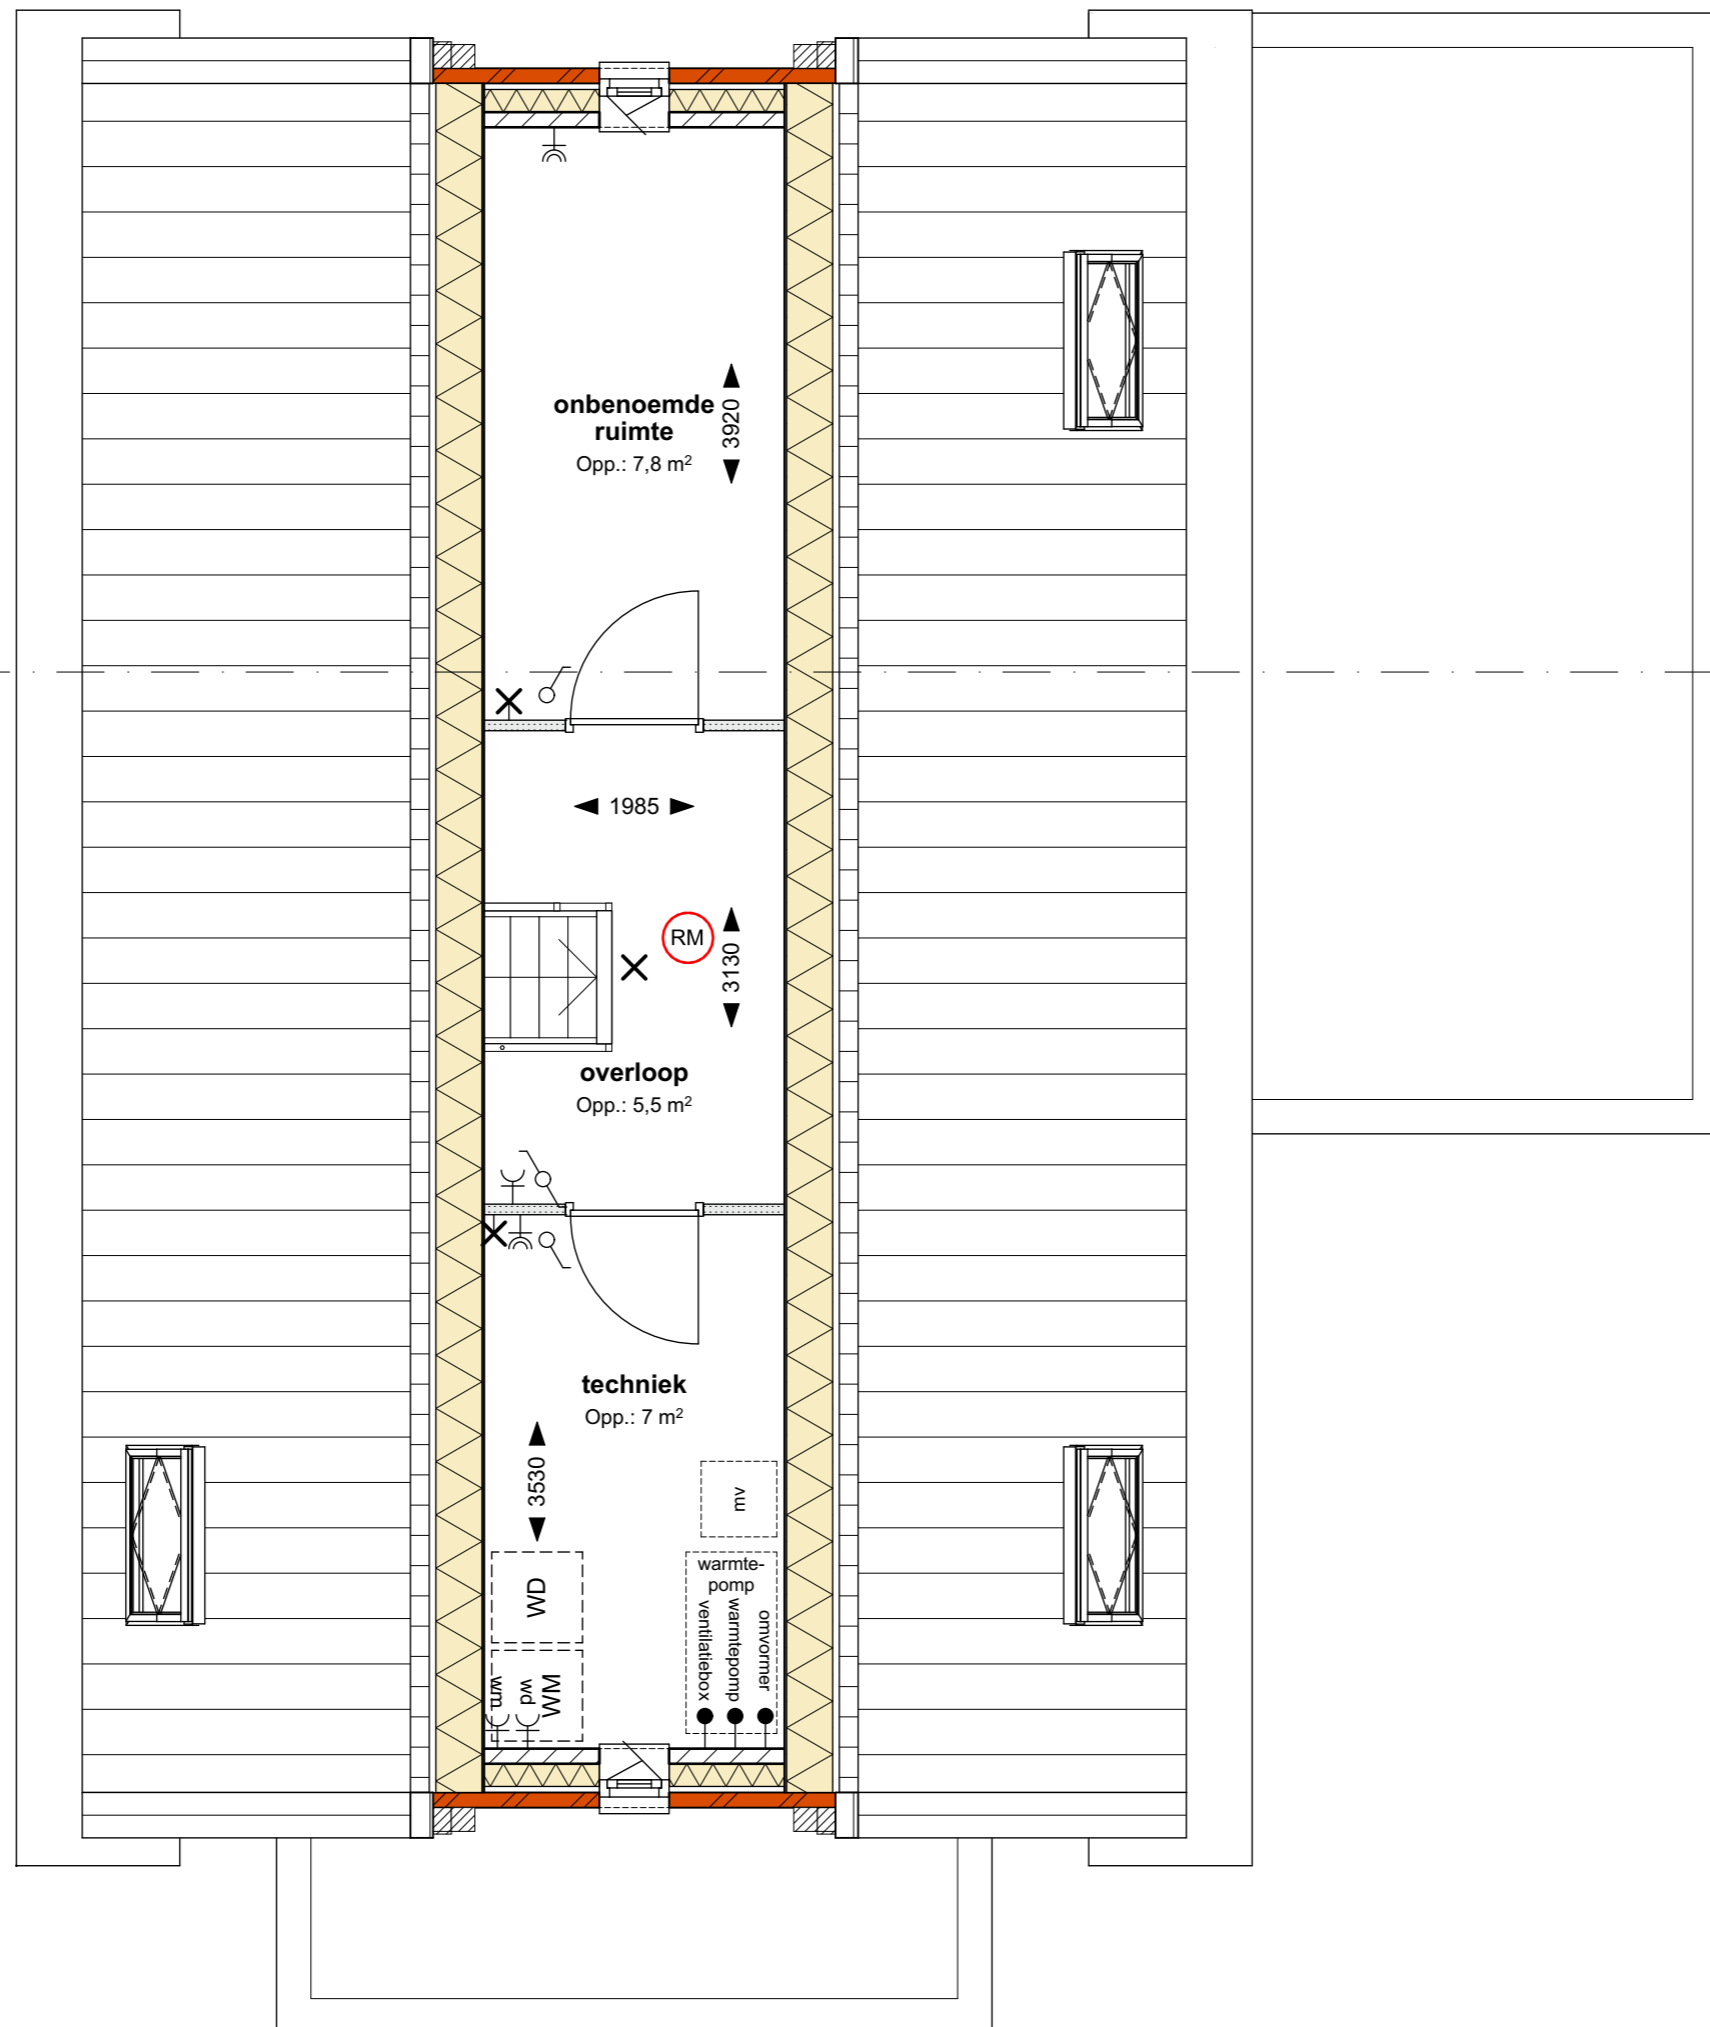 onbenoemde
ruimte
Opp.: 7,8 m²
3920
1985
RM
3130
overloop
Opp.: 5,5 m²
techniek
Opp.: 7 m²
3530
mv
warmte-
pomp
WD
ventilatiebox
warmtepomp
omvormer
wm
wd
WM